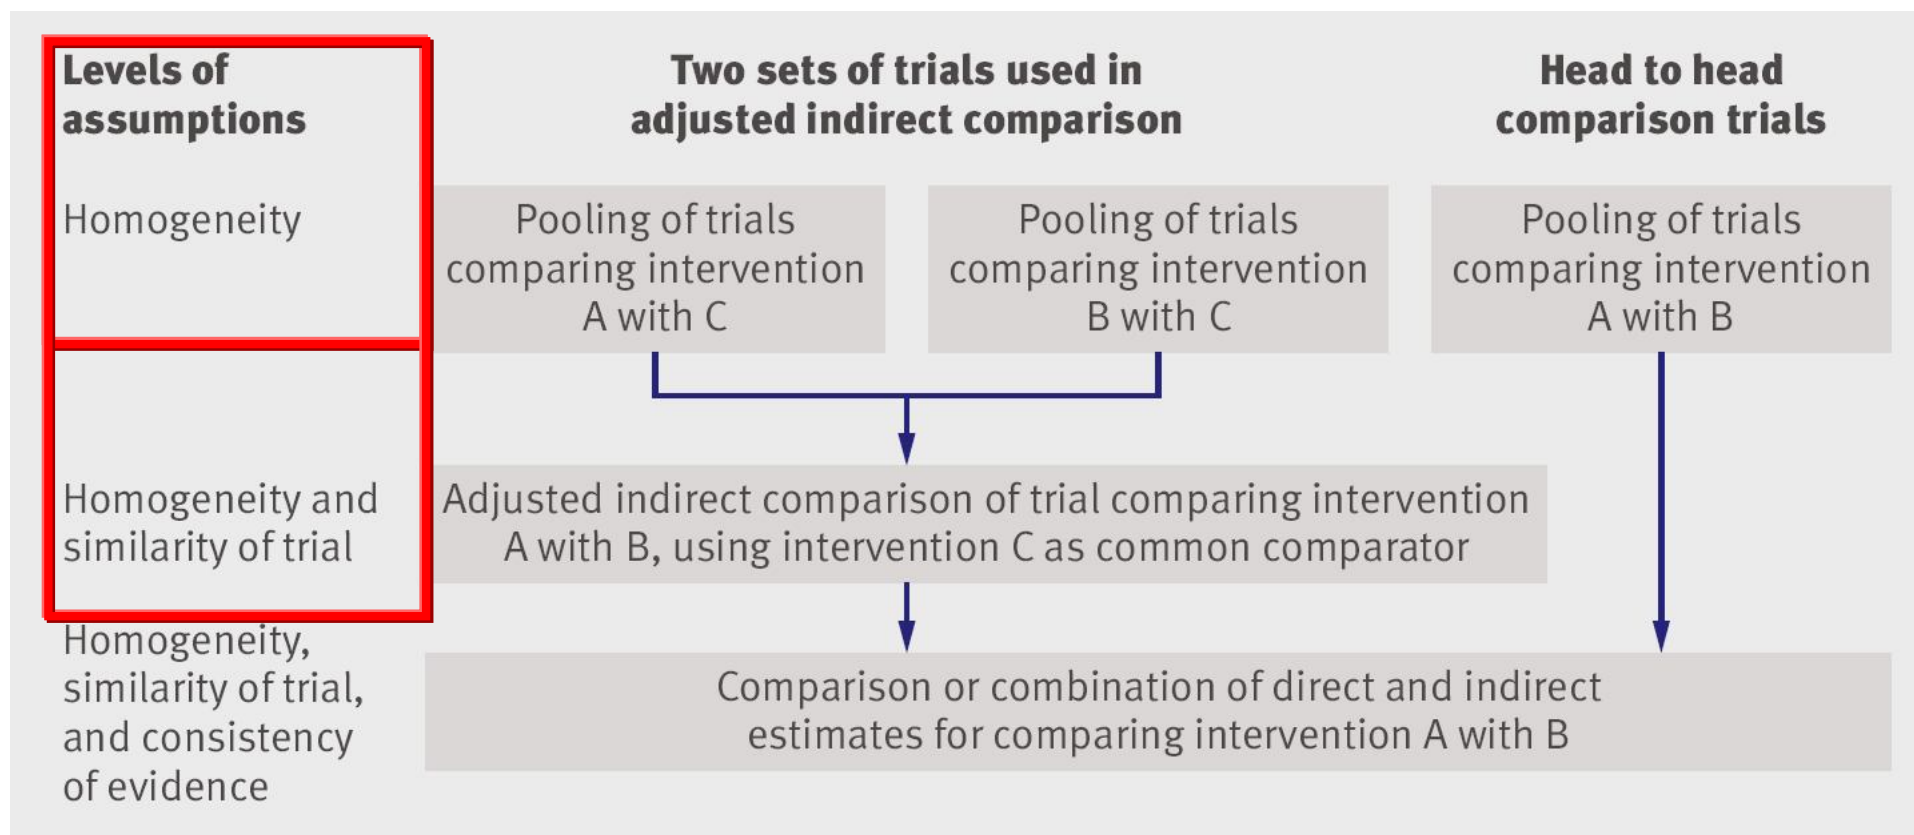 Levels of
assumptions
Two sets of trials used in
adjusted indirect comparison
Head to head
comparison trials
Homogeneity
Pooling of trials
comparing intervention
A with C
Pooling of trials
comparing intervention
B with C
Pooling of trials
comparing intervention
A with B
Homogeneity and
similarity of trial
Adjusted indirect comparison of trial comparing intervention
A with B, using intervention C as common comparator
Homogeneity,
similarity of trial,
and consistency
of evidence
Comparison or combination of direct and indirect
estimates for comparing intervention A with B